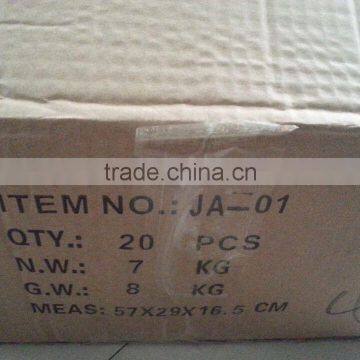 trade.china.cn
ITEM NO.: JA-01
QTY.: 20 PCS
N.W.: 7 KG
G.W.: 8 KG
MEAS: 57X29X16.5 CM